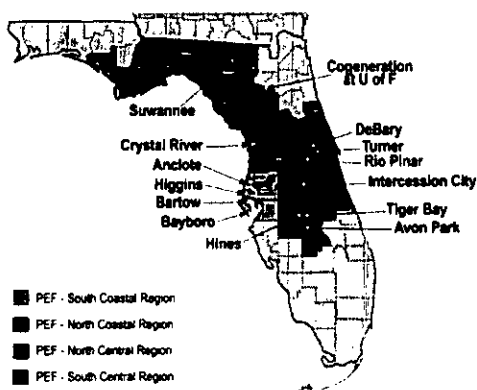 Cogeneration
at U of F
Suwannee
DeBary
Crystal River
Turner
Anclote
Rio Pinar
Higgins
Intercession City
Bartow
Tiger Bay
Bayboro
Avon Park
Hines
PEF - South Coastal Region
PEF - North Coastal Region
PEF - North Central Region
PEF - South Central Region